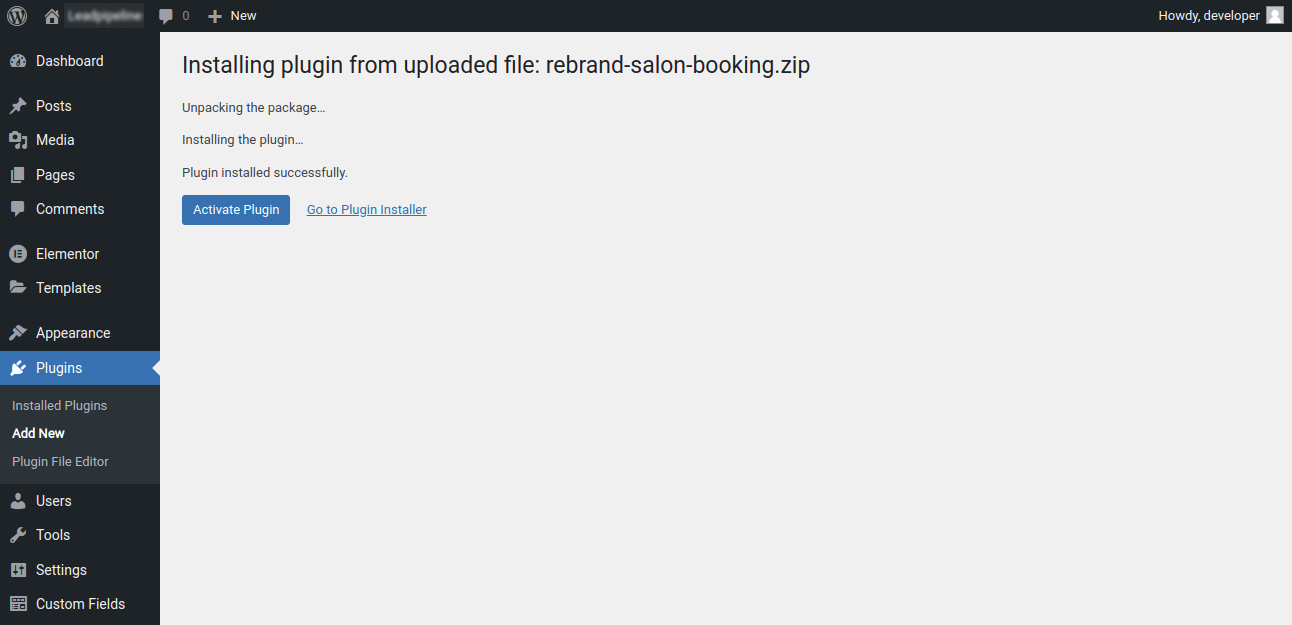 0
New
Howdy, developer
Dashboard
Posts
Media
Pages
Comments
Elementor
Templates
Appearance
Plugins
Installed Plugins
Add New
Plugin File Editor
Users
Tools
Settings
Custom Fields
Installing plugin from uploaded file: rebrand-salon-booking.zip
Unpacking the package…
Installing the plugin…
Plugin installed successfully.
Activate Plugin Go to Plugin Installer